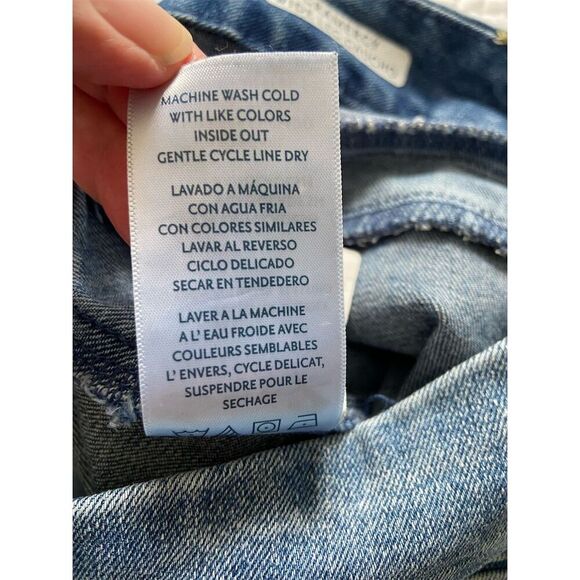 MACHINE WASH COLD
WITH LIKE COLORS
INSIDE OUT
GENTLE CYCLE LINE DRY
LAVADO A MÁQUINA
CON AGUA FRIA
CON COLORES SIMILARES
LAVAR AL REVERSO
CICLO DELICADO
SECAR EN TENDEDERO
LAVER A LA MACHINE
A L' EAU FROIDE AVEC
COULEURS SEMBLABLES
L' ENVERS, CYCLE DELICAT,
SUSPENDRE POUR LE
SECHAGE